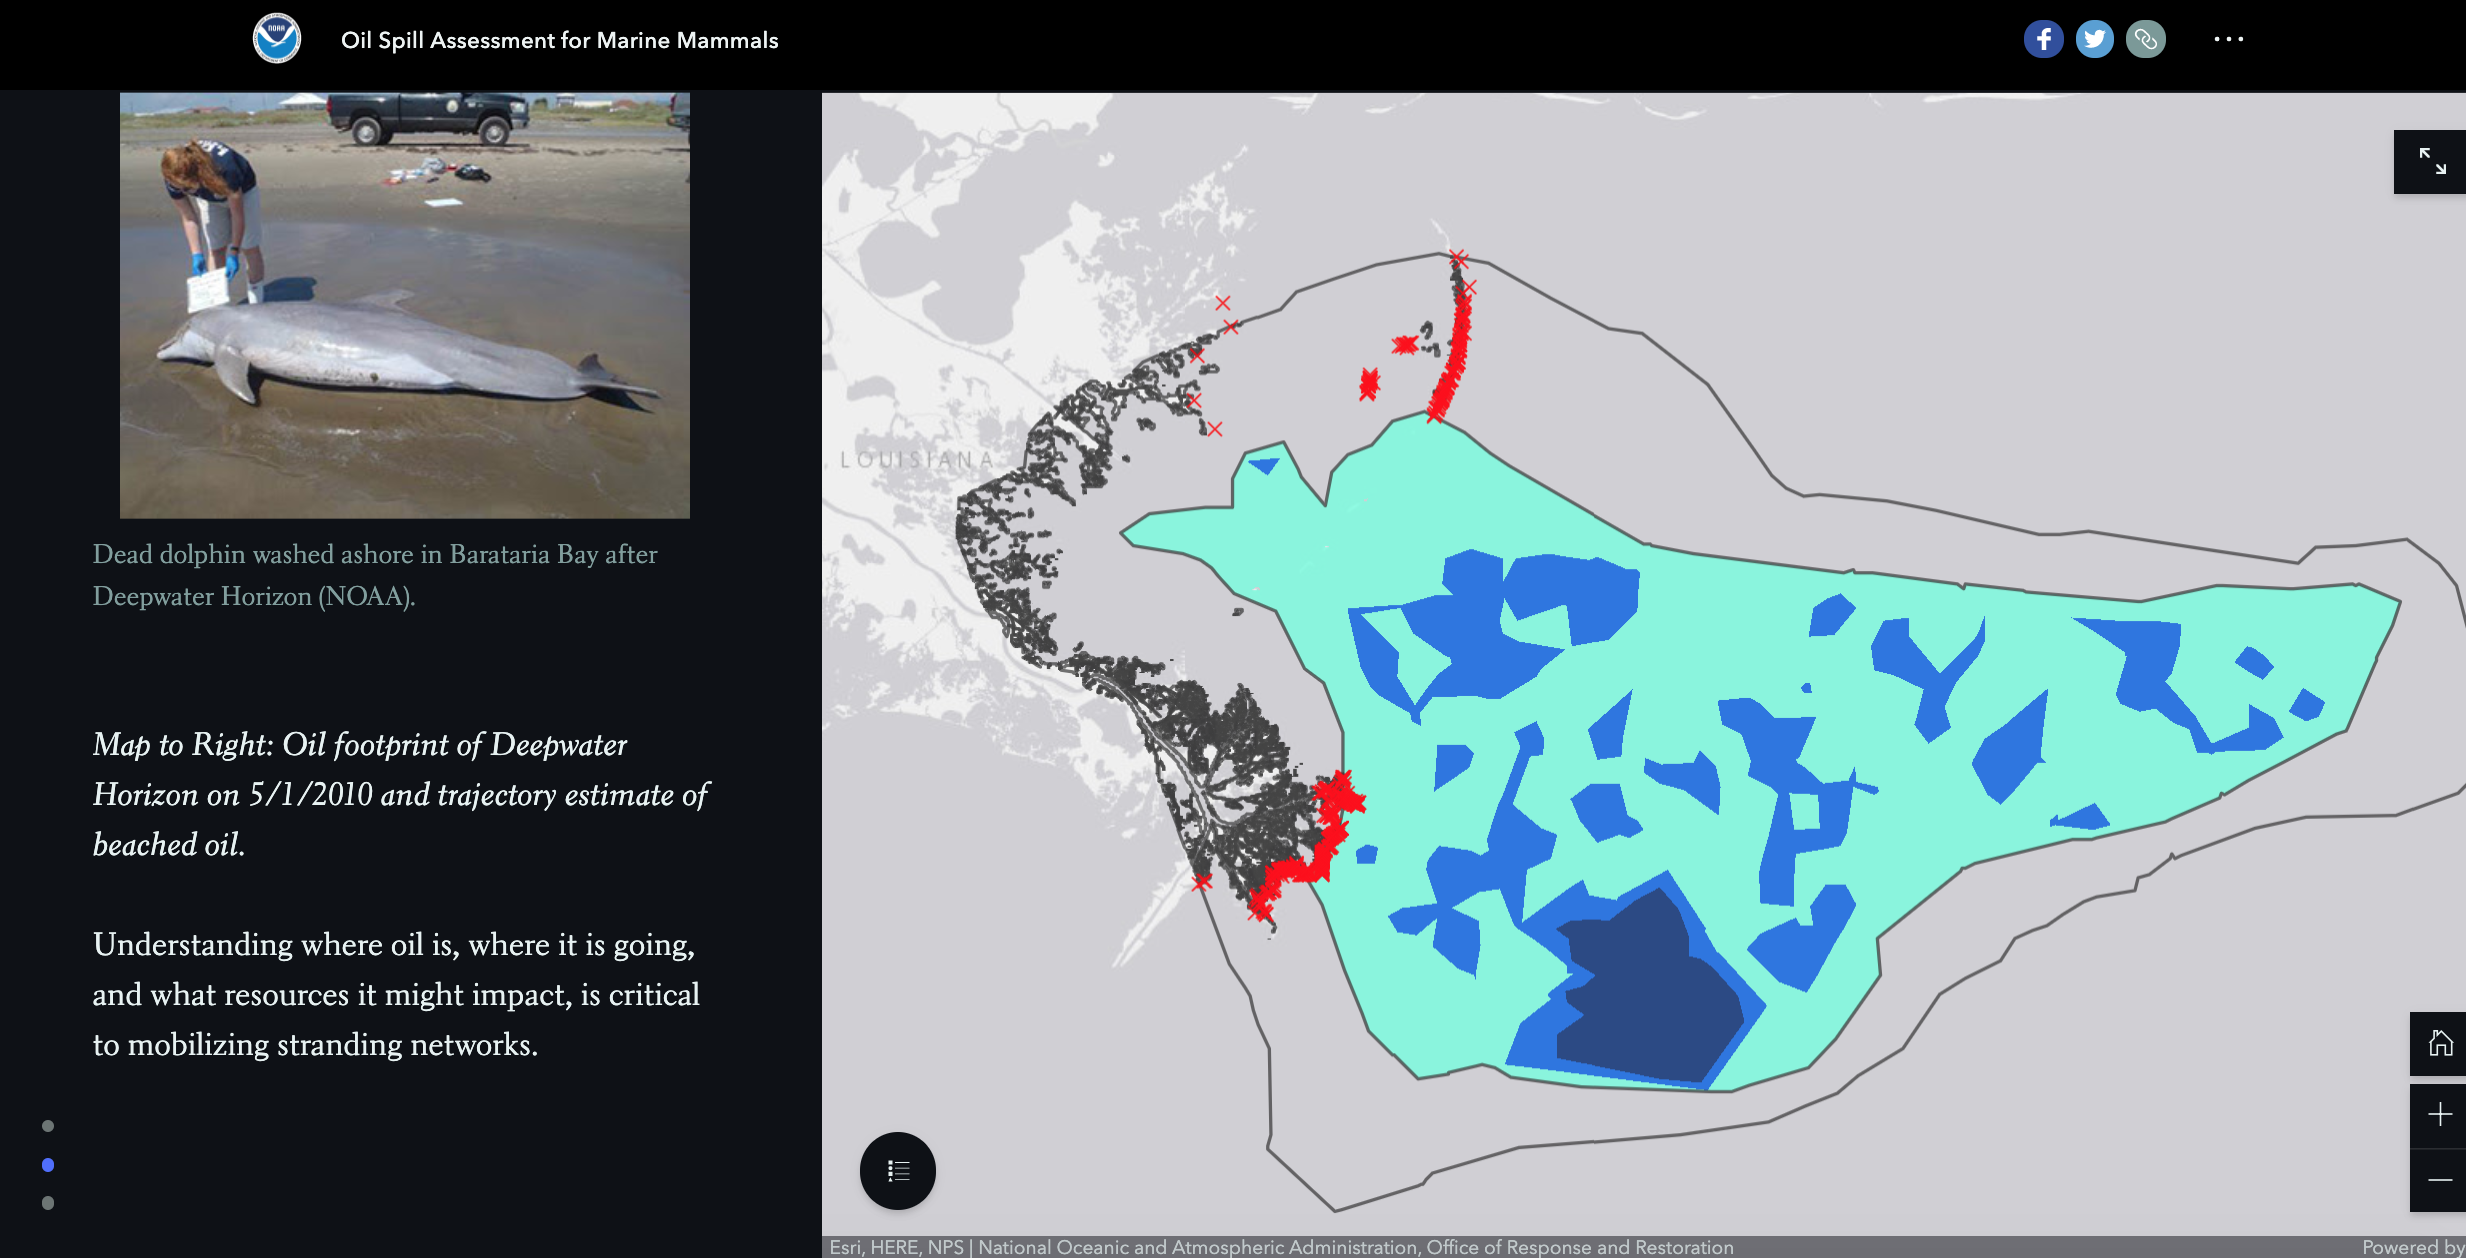 NOAA
Oil Spill Assessment for Marine Mammals
Dead dolphin washed ashore in Barataria Bay after
Deepwater Horizon (NOAA).
Map to Right: Oil footprint of Deepwater
Horizon on 5/1/2010 and trajectory estimate of
beached oil.
Understanding where oil is, where it is going,
and what resources it might impact, is critical
to mobilizing stranding networks.
LOUISIANA
Esri, HERE, NPS | National Oceanic and Atmospheric Administration, Office of Response and Restoration
Powered by